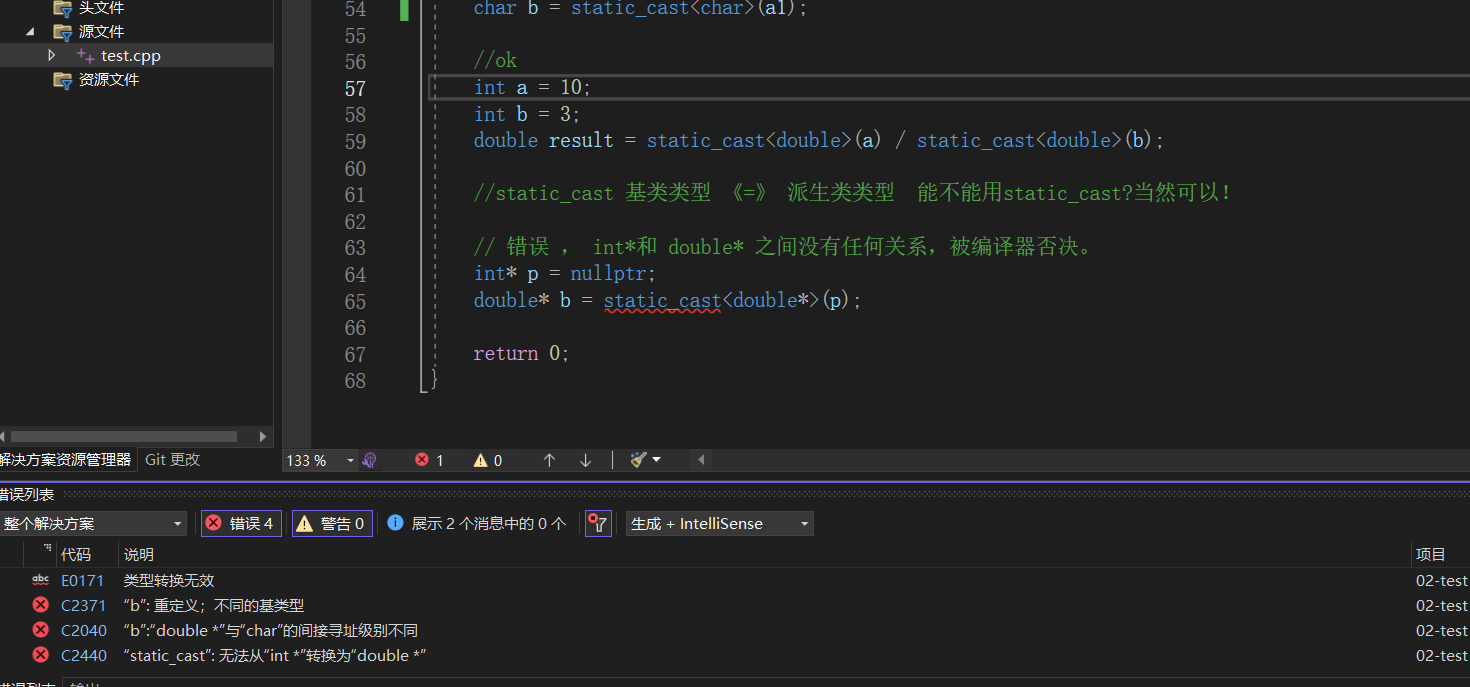 头文件
源文件
test.cpp
资源文件
54 char b = static_cast<char>(a1);
55
56 //ok
57 int a = 10;
58 int b = 3;
59 double result = static_cast<double>(a) / static_cast<double>(b);
60
61 //static_cast 基类类型 《=》 派生类类型 能不能用static_cast?当然可以！
62
63 // 错误 ， int*和 double* 之间没有任何关系，被编译器否决。
64 int* p = nullptr;
65 double* b = static_cast<double*>(p);
66
67 return 0;
68 }
解决方案资源管理器 Git 更改
133 % 1 0
错误列表
整个解决方案 错误 4 警告 0 展示 2 个消息中的 0 个 生成 + IntelliSense
代码 说明 项目
abc E0171 类型转换无效 02-test
C2371 “b”: 重定义；不同的基类型 02-test
C2040 “b”:“double *”与“char”的间接寻址级别不同 02-test
C2440 “static_cast”: 无法从“int *”转换为“double *” 02-test
错误列表 输出